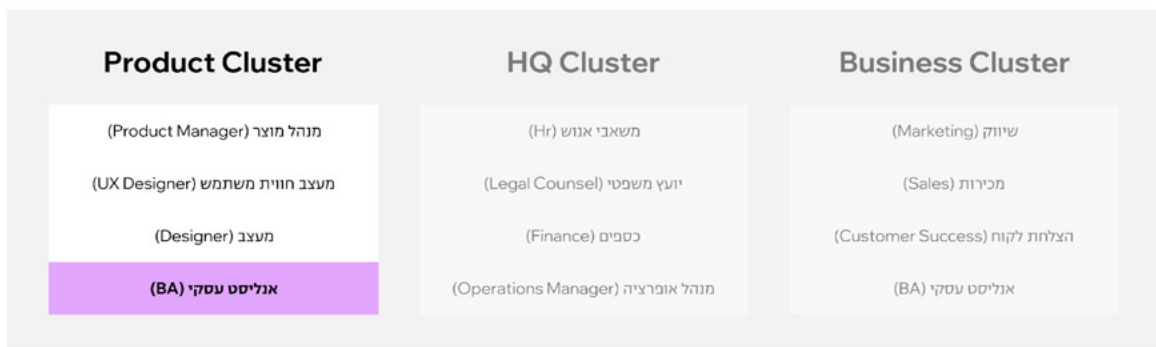 Product Cluster
מנהל מוצר (Product Manager)
מעצב חווית משתמש (UX Designer)
מעצב (Designer)
אנליסט עסקי (BA)
HQ Cluster
משאבי אנוש (Hr)
יועץ משפטי (Legal Counsel)
כספים (Finance)
מנהל אופרציה (Operations Manager)
Business Cluster
שיווק (Marketing)
מכירות (Sales)
הצלחת לקוח (Customer Success)
אנליסט עסקי (BA)